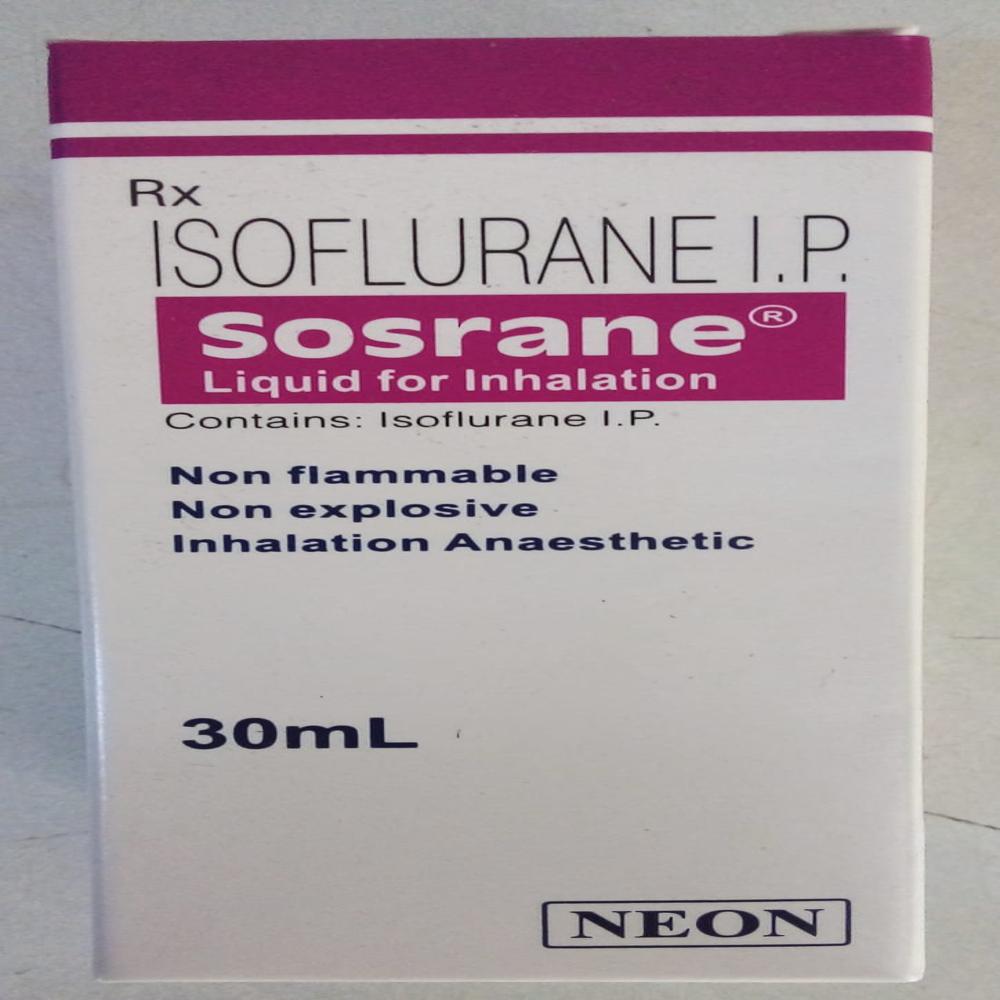 Rx
ISOFLURANE I.P.
Sosrane®
Liquid for Inhalation
Contains: Isoflurane I.P.
Non flammable
Non explosive
Inhalation Anaesthetic
30mL
NEON